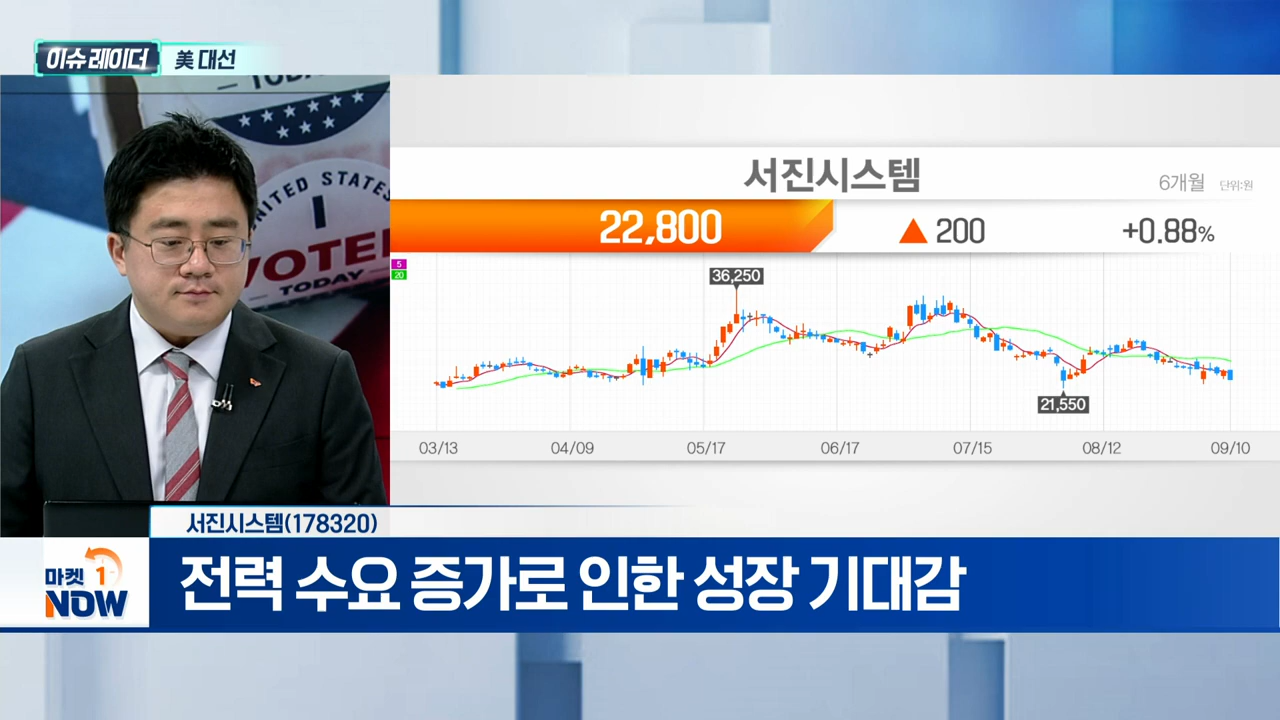 이슈 레이더
美 대선
TODAY
UNITED STATES
I
VOTED
TODAY
서진시스템
6개월 단위:원
22,800 ▲ 200 +0.88%
5
20
36,250
21,550
03/13 04/09 05/17 06/17 07/15 08/12 09/10
서진시스템(178320)
마켓 1
NOW
전력 수요 증가로 인한 성장 기대감